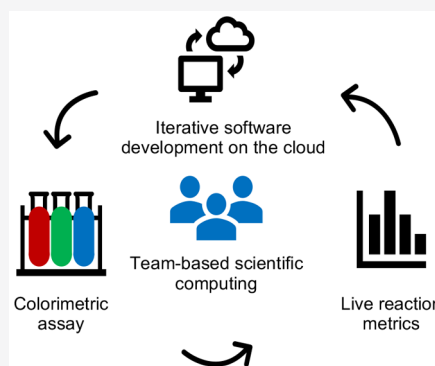 Iterative software
development on the cloud
Team-based scientific
computing
Colorimetric
assay
Live reaction
metrics